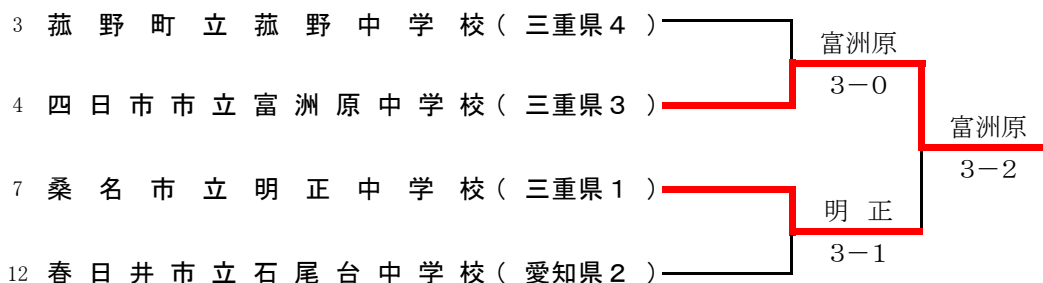 3 菰野町立菰野中学校(三重県4)
富洲原
3-0
4 四日市市立富洲原中学校(三重県3)
富洲原
3-2
7 桑名市立明正中学校(三重県1)
明正
3-1
12 春日井市立石尾台中学校(愛知県2)